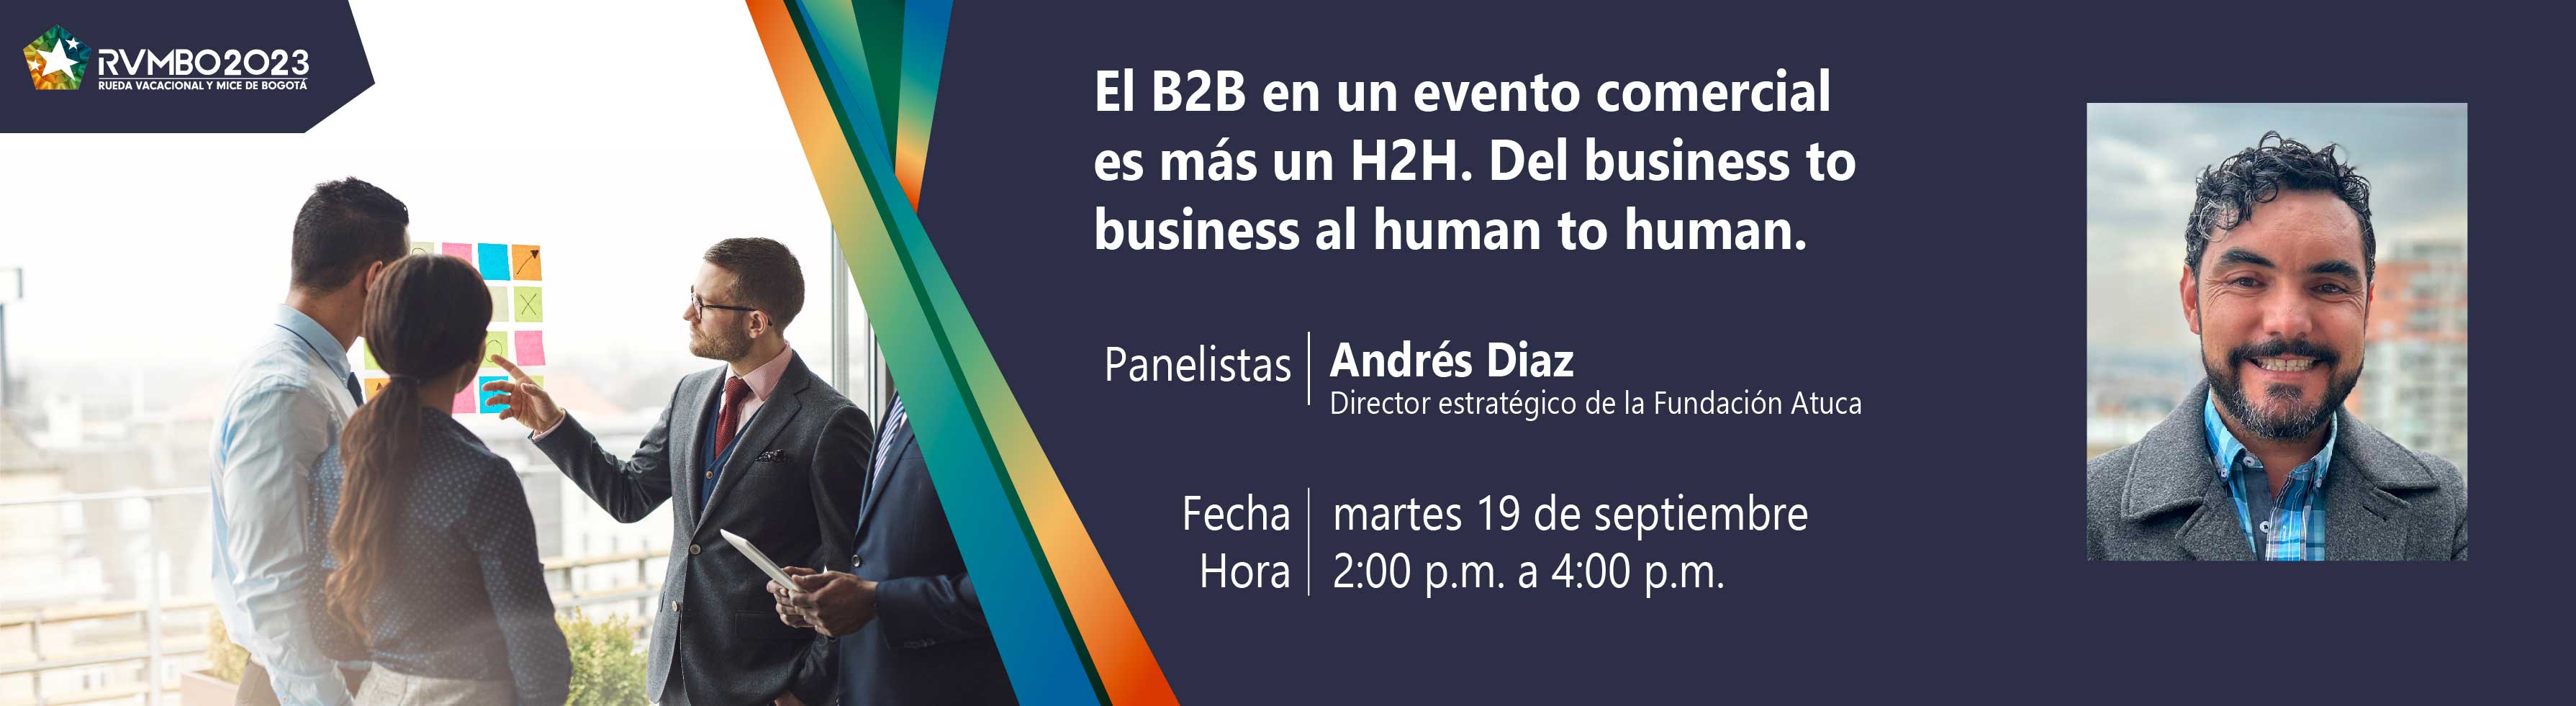 RVMBO2023
RUEDA VACACIONAL Y MICE DE BOGOTÁ
El B2B en un evento comercial
es más un H2H. Del business to
business al human to human.
Panelistas
Andrés Diaz
Director estratégico de la Fundación Atuca
Fecha
martes 19 de septiembre
Hora
2:00 p.m. a 4:00 p.m.